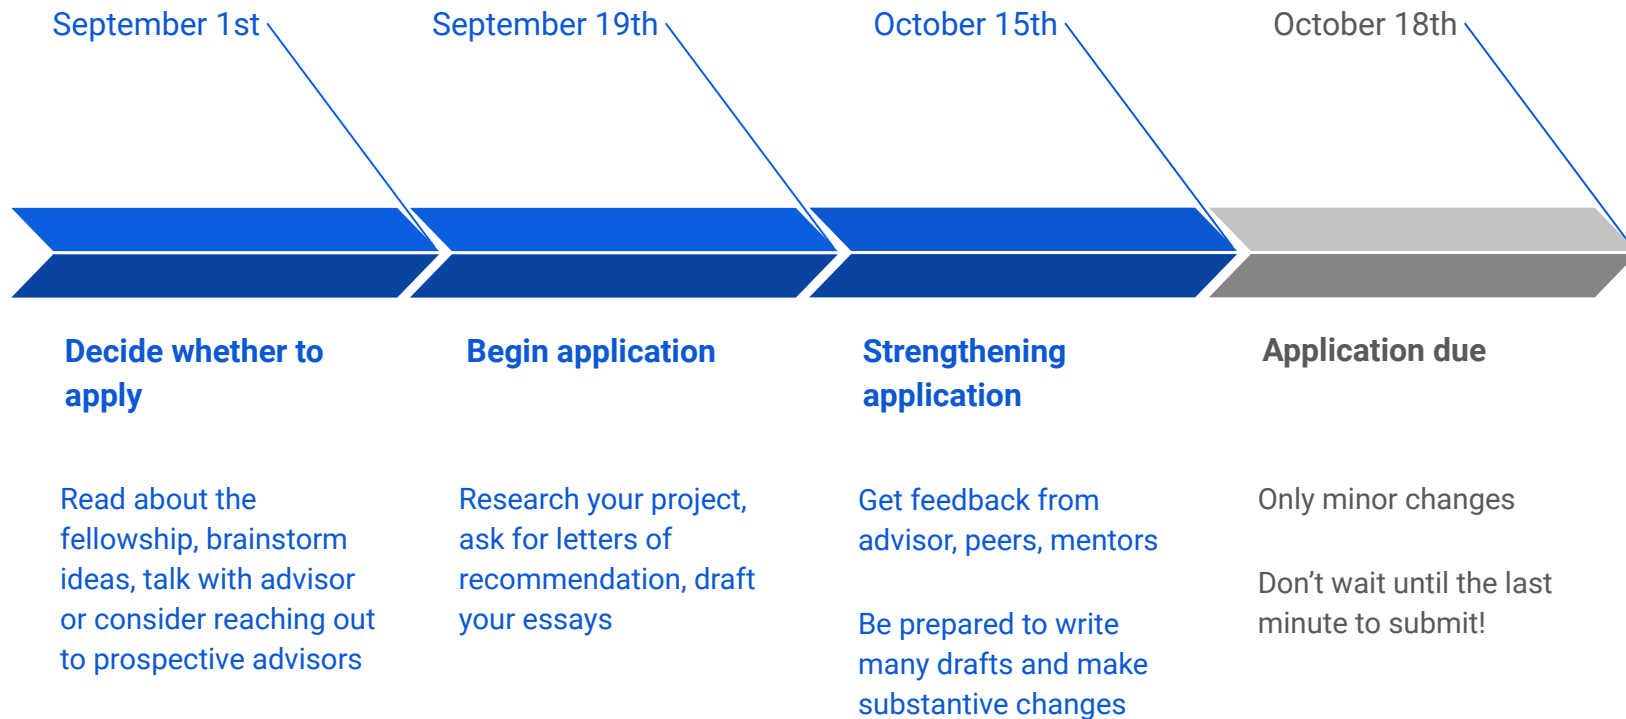 September 1st
September 19th
October 15th
October 18th
Decide whether to
apply
Read about the
fellowship, brainstorm
ideas, talk with advisor
or consider reaching out
to prospective advisors
Begin application
Research your project,
ask for letters of
recommendation, draft
your essays
Strengthening
application
Get feedback from
advisor, peers, mentors
Be prepared to write
many drafts and make
substantive changes
Application due
Only minor changes
Don’t wait until the last
minute to submit!